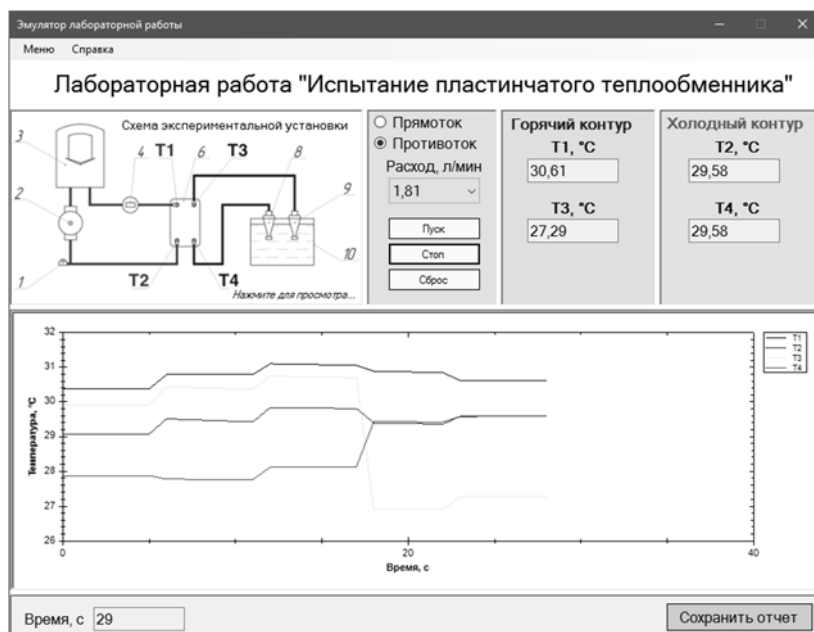 Эмулятор лабораторной работы
Меню Справка
Лабораторная работа "Испытание пластинчатого теплообменника"
Схема экспериментальной установки
3
4
T1
6
T3
8
9
2
1
T2
T4
10
Нажмите для просмотра...
Прямоток
Противоток
Расход, л/мин
1,81
Пуск
Стоп
Сброс
Горячий контур
T1, °C
30,61
T3, °C
27,29
Холодный контур
T2, °C
29,58
T4, °C
29,58
Температура, °C
32
31
30
29
28
27
26
0
20
40
Время, с
T1
T2
T3
T4
Время, с 29
Сохранить отчет